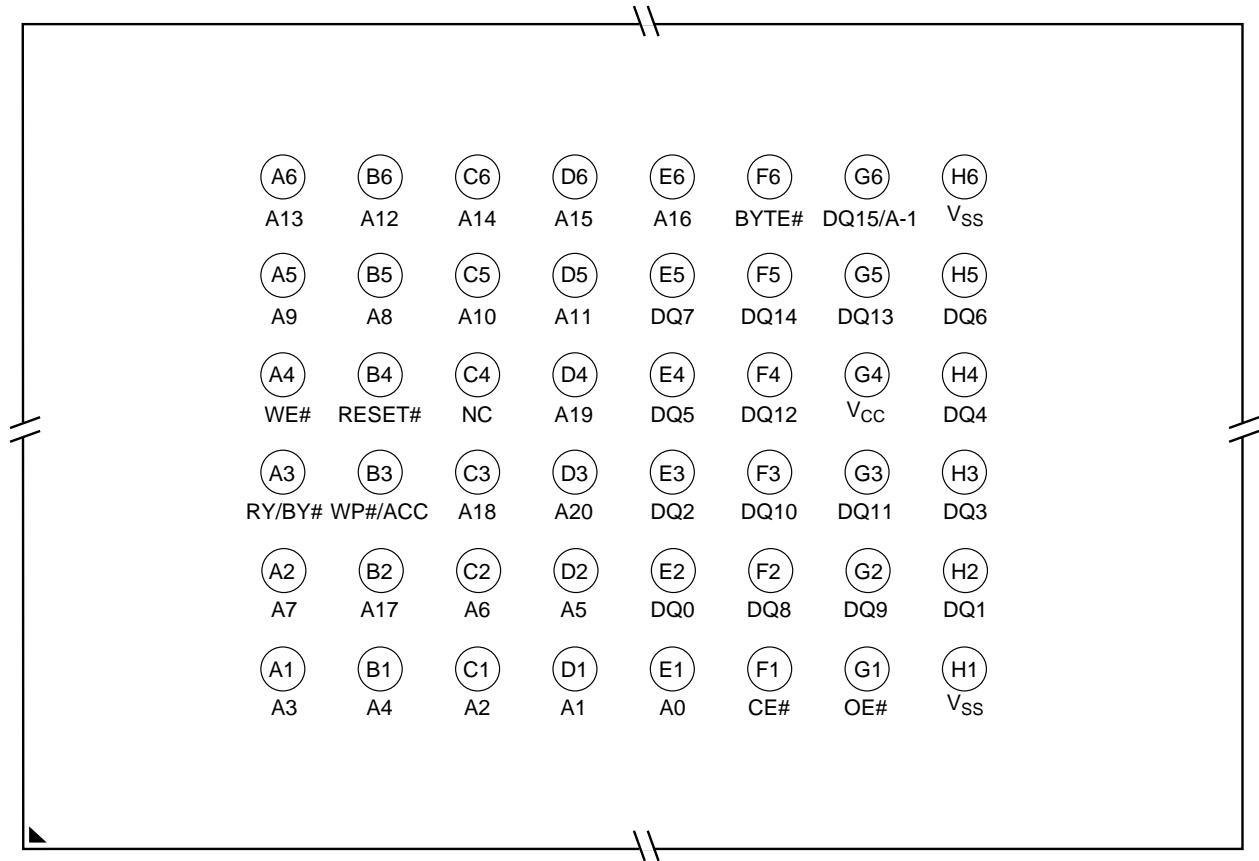 A6 B6 C6 D6 E6 F6 G6 H6
A13 A12 A14 A15 A16 BYTE# DQ15/A-1 VSS
A5 B5 C5 D5 E5 F5 G5 H5
A9 A8 A10 A11 DQ7 DQ14 DQ13 DQ6
A4 B4 C4 D4 E4 F4 G4 H4
WE# RESET# NC A19 DQ5 DQ12 VCC DQ4
A3 B3 C3 D3 E3 F3 G3 H3
RY/BY# WP#/ACC A18 A20 DQ2 DQ10 DQ11 DQ3
A2 B2 C2 D2 E2 F2 G2 H2
A7 A17 A6 A5 DQ0 DQ8 DQ9 DQ1
A1 B1 C1 D1 E1 F1 G1 H1
A3 A4 A2 A1 A0 CE# OE# VSS